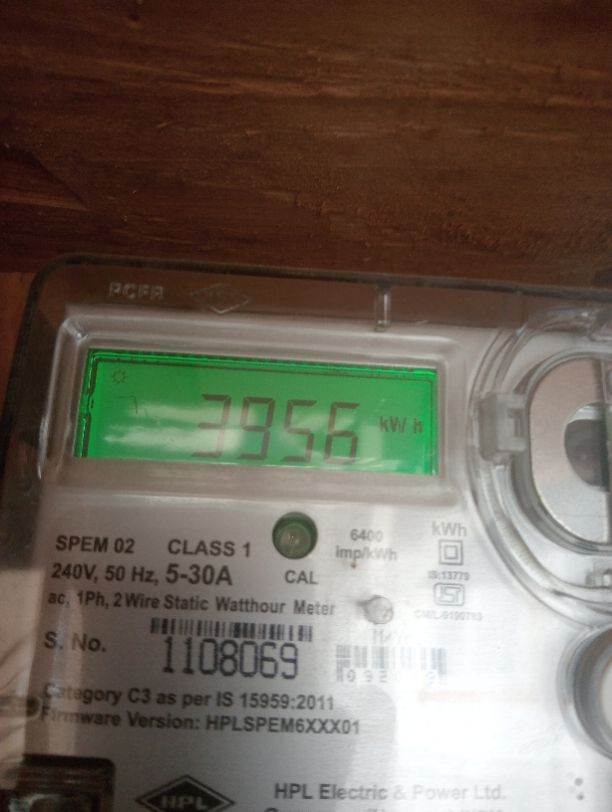 3956 kWh
SPEM 02 CLASS 1
6400 imp/kWh
kWh
240V, 50 Hz, 5-30A
CAL
IS:13779
ac, 1Ph, 2 Wire Static Watthour Meter
S. No. 1108069
Category C3 as per IS 15959:2011
Firmware Version: HPLSPEM6XXX01
HPL
HPL Electric & Power Ltd.